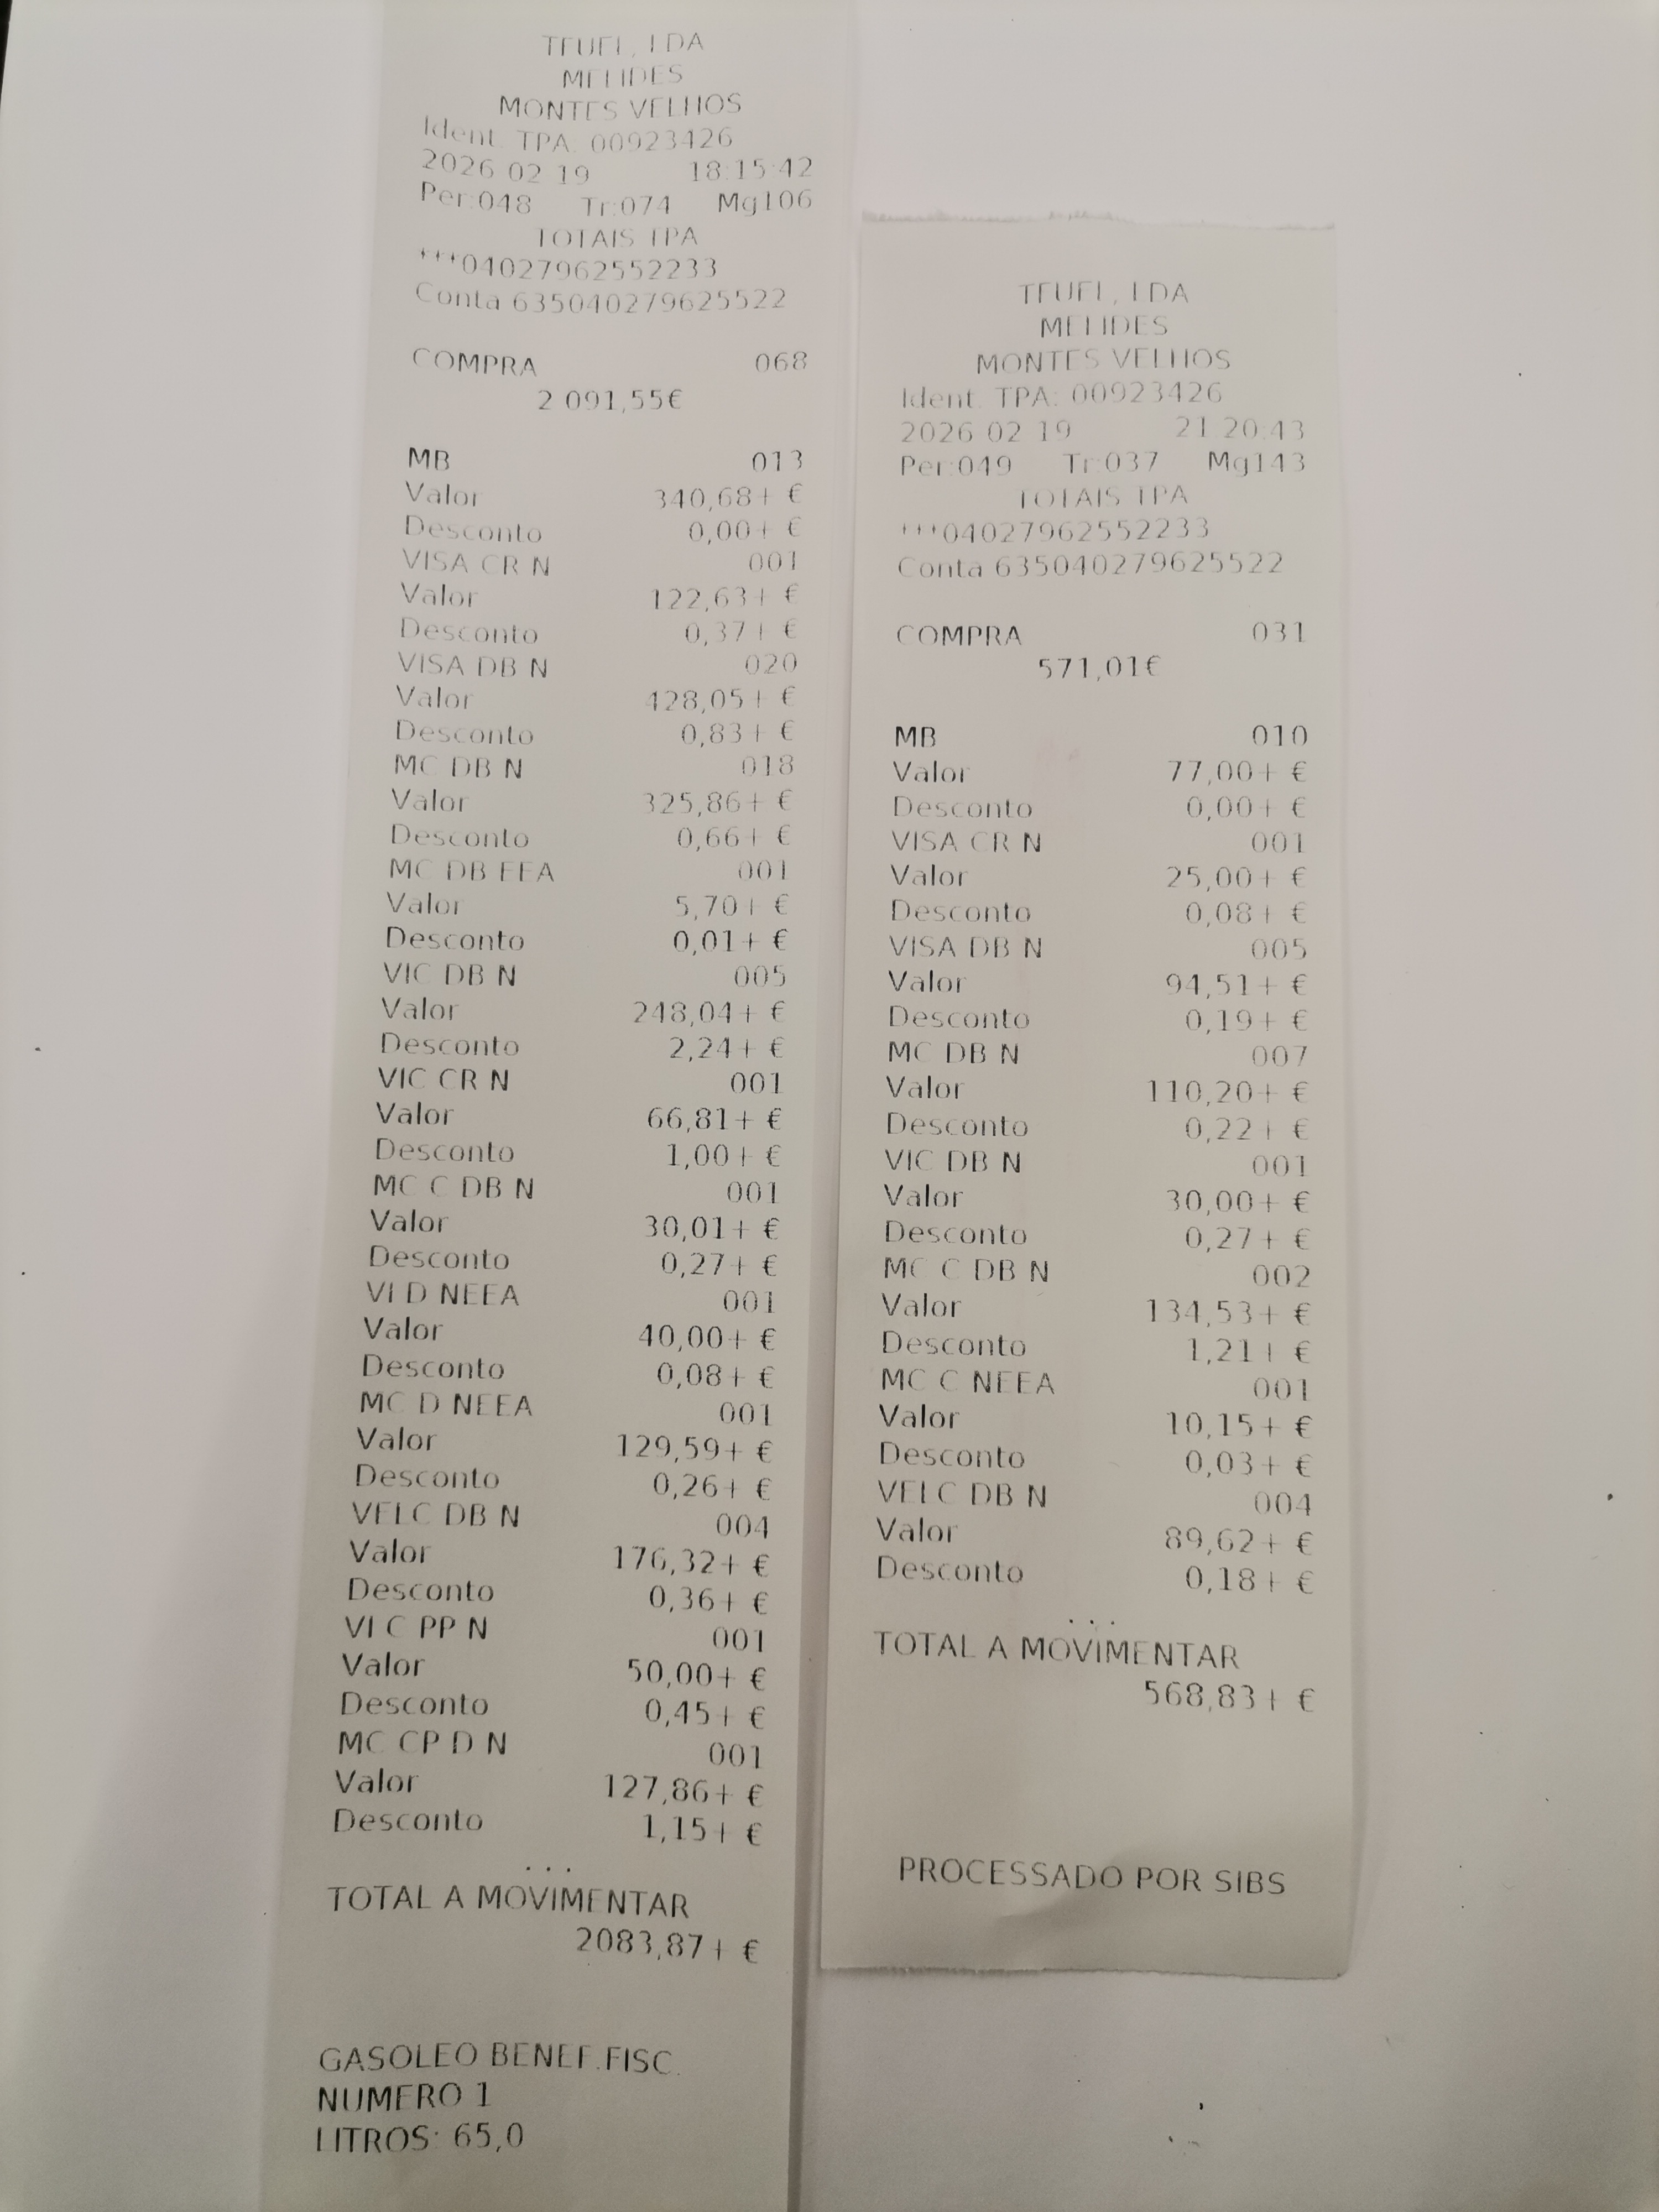 TFUEL, LDA
MELIDES
MONTES VELHOS
Ident. TPA: 00923426
2026 02 19 18:15:42
Per:048 Tr:074 Mg106
TOTAIS TPA
***04027962552233
Conta 635040279625522
COMPRA 068
2 091,55€
MB 013
Valor 340,68+ €
Desconto 0,00+ €
VISA CR N 001
Valor 122,63+ €
Desconto 0,37+ €
VISA DB N 020
Valor 428,05+ €
Desconto 0,83+ €
MC DB N 018
Valor 325,86+ €
Desconto 0,66+ €
MC DB EEA 001
Valor 5,70+ €
Desconto 0,01+ €
VIC DB N 005
Valor 248,04+ €
Desconto 2,24+ €
VIC CR N 001
Valor 66,81+ €
Desconto 1,00+ €
MC C DB N 001
Valor 30,01+ €
Desconto 0,27+ €
VI D NEEA 001
Valor 40,00+ €
Desconto 0,08+ €
MC D NEEA 001
Valor 129,59+ €
Desconto 0,26+ €
VELC DB N 004
Valor 176,32+ €
Desconto 0,36+ €
VI C PP N 001
Valor 50,00+ €
Desconto 0,45+ €
MC CP D N 001
Valor 127,86+ €
Desconto 1,15+ €
...
TOTAL A MOVIMENTAR
2083,87+ €
GASOLEO BENEF.FISC.
NUMERO 1
LITROS: 65,0
TFUEL, LDA
MELIDES
MONTES VELHOS
Ident. TPA: 00923426
2026 02 19 21 20:43
Per:049 Tr:037 Mg143
TOTAIS TPA
***04027962552233
Conta 635040279625522
COMPRA 031
571,01€
MB 010
Valor 77,00+ €
Desconto 0,00+ €
VISA CR N 001
Valor 25,00+ €
Desconto 0,08+ €
VISA DB N 005
Valor 94,51+ €
Desconto 0,19+ €
MC DB N 007
Valor 110,20+ €
Desconto 0,22+ €
VIC DB N 001
Valor 30,00+ €
Desconto 0,27+ €
MC C DB N 002
Valor 134,53+ €
Desconto 1,21+ €
MC C NEEA 001
Valor 10,15+ €
Desconto 0,03+ €
VELC DB N 004
Valor 89,62+ €
Desconto 0,18+ €
...
TOTAL A MOVIMENTAR
568,83+ €
PROCESSADO POR SIBS